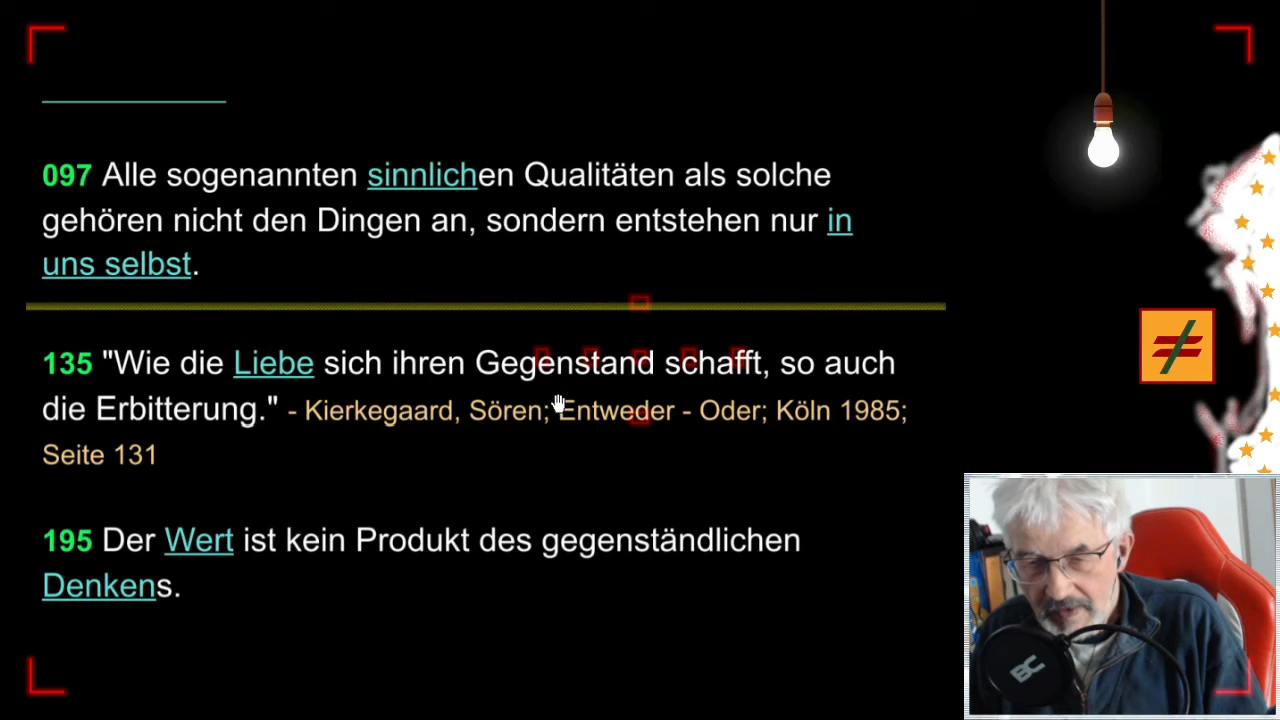 097 Alle sogenannten sinnlichen Qualitäten als solche
gehören nicht den Dingen an, sondern entstehen nur in
uns selbst.
135 "Wie die Liebe sich ihren Gegenstand schafft, so auch
die Erbitterung." - Kierkegaard, Sören; Entweder - Oder; Köln 1985;
Seite 131
≠
195 Der Wert ist kein Produkt des gegenständlichen
Denkens.
BC